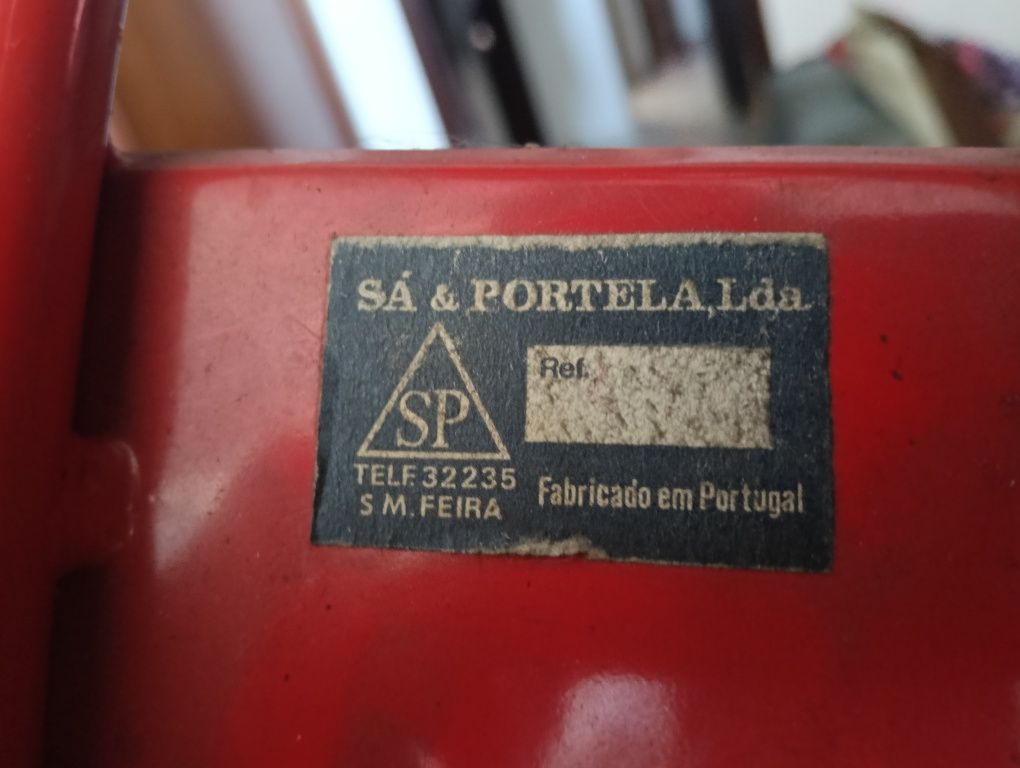 SÁ & PORTELA, Lda
SP
Ref.
TELF. 32235
S M. FEIRA
Fabricado em Portugal